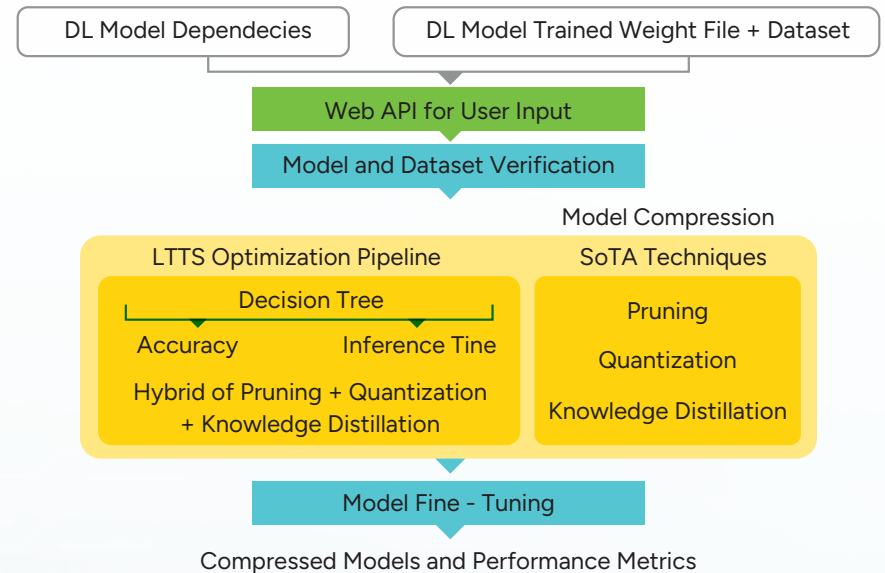 DL Model Dependecies
DL Model Trained Weight File + Dataset
Web API for User Input
Model and Dataset Verification
Model Compression
LTTS Optimization Pipeline
SoTA Techniques
Decision Tree
Accuracy
Inference Tine
Hybrid of Pruning + Quantization
+ Knowledge Distillation
Pruning
Quantization
Knowledge Distillation
Model Fine - Tuning
Compressed Models and Performance Metrics